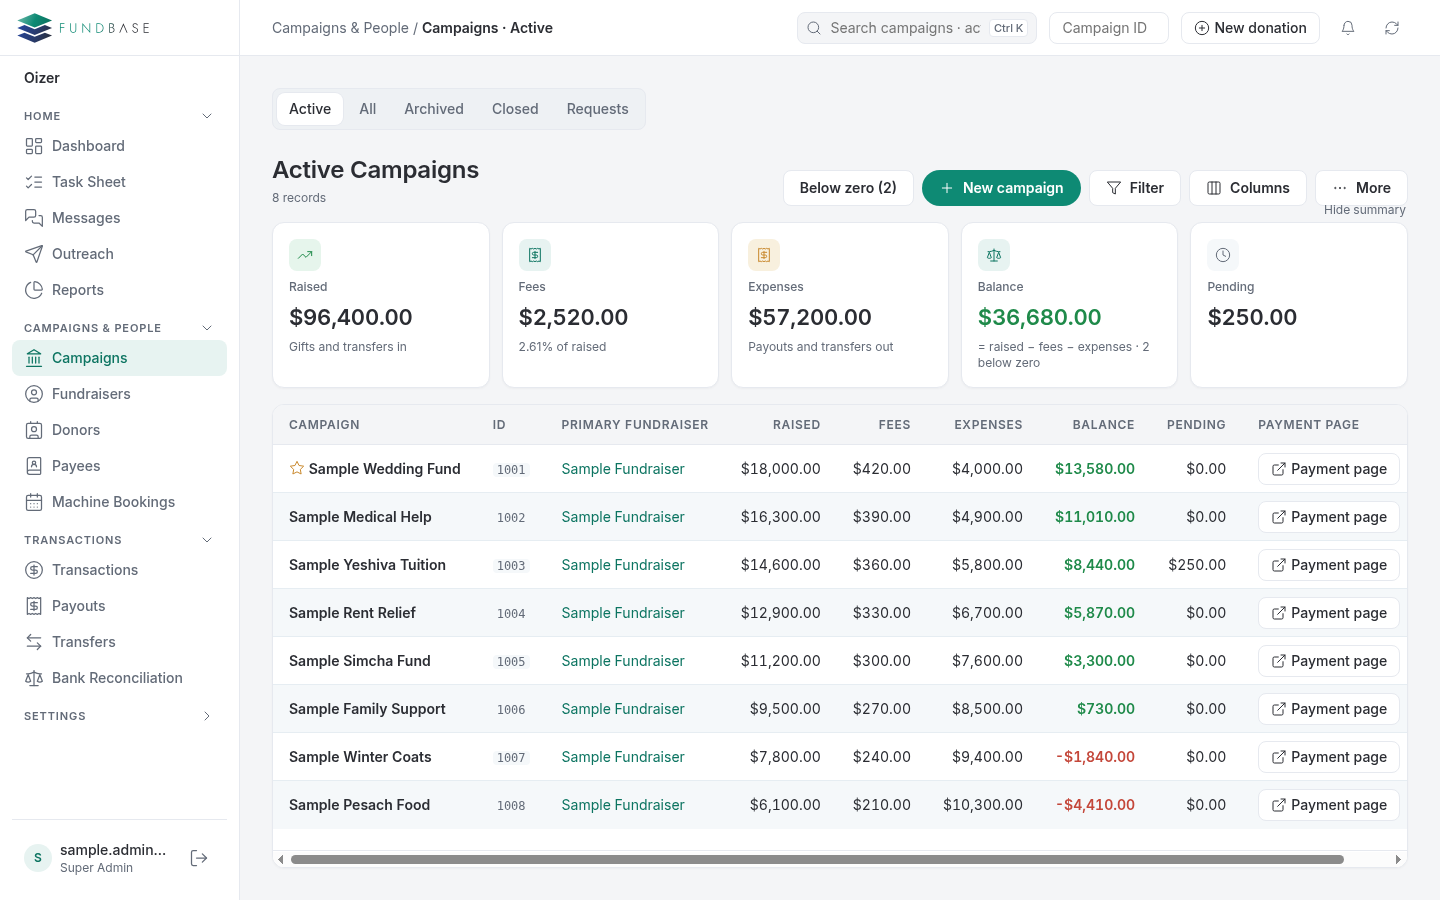 FUNDBASE
Campaigns & People / Campaigns · Active
Search campaigns · ac
Ctrl K
Campaign ID
New donation
Oizer
HOME
Dashboard
Task Sheet
Messages
Outreach
Reports
CAMPAIGNS & PEOPLE
Campaigns
Fundraisers
Donors
Payees
Machine Bookings
TRANSACTIONS
Transactions
Payouts
Transfers
Bank Reconciliation
SETTINGS
S
sample.admin...
Super Admin
Active All Archived Closed Requests
Active Campaigns
8 records
Below zero (2)
New campaign
Filter
Columns
More
Hide summary
Raised
$96,400.00
Gifts and transfers in
Fees
$2,520.00
2.61% of raised
Expenses
$57,200.00
Payouts and transfers out
Balance
$36,680.00
= raised − fees − expenses · 2
below zero
Pending
$250.00
CAMPAIGN ID PRIMARY FUNDRAISER RAISED FEES EXPENSES BALANCE PENDING PAYMENT PAGE
Sample Wedding Fund 1001 Sample Fundraiser $18,000.00 $420.00 $4,000.00 $13,580.00 $0.00 Payment page
Sample Medical Help 1002 Sample Fundraiser $16,300.00 $390.00 $4,900.00 $11,010.00 $0.00 Payment page
Sample Yeshiva Tuition 1003 Sample Fundraiser $14,600.00 $360.00 $5,800.00 $8,440.00 $250.00 Payment page
Sample Rent Relief 1004 Sample Fundraiser $12,900.00 $330.00 $6,700.00 $5,870.00 $0.00 Payment page
Sample Simcha Fund 1005 Sample Fundraiser $11,200.00 $300.00 $7,600.00 $3,300.00 $0.00 Payment page
Sample Family Support 1006 Sample Fundraiser $9,500.00 $270.00 $8,500.00 $730.00 $0.00 Payment page
Sample Winter Coats 1007 Sample Fundraiser $7,800.00 $240.00 $9,400.00 -$1,840.00 $0.00 Payment page
Sample Pesach Food 1008 Sample Fundraiser $6,100.00 $210.00 $10,300.00 -$4,410.00 $0.00 Payment page